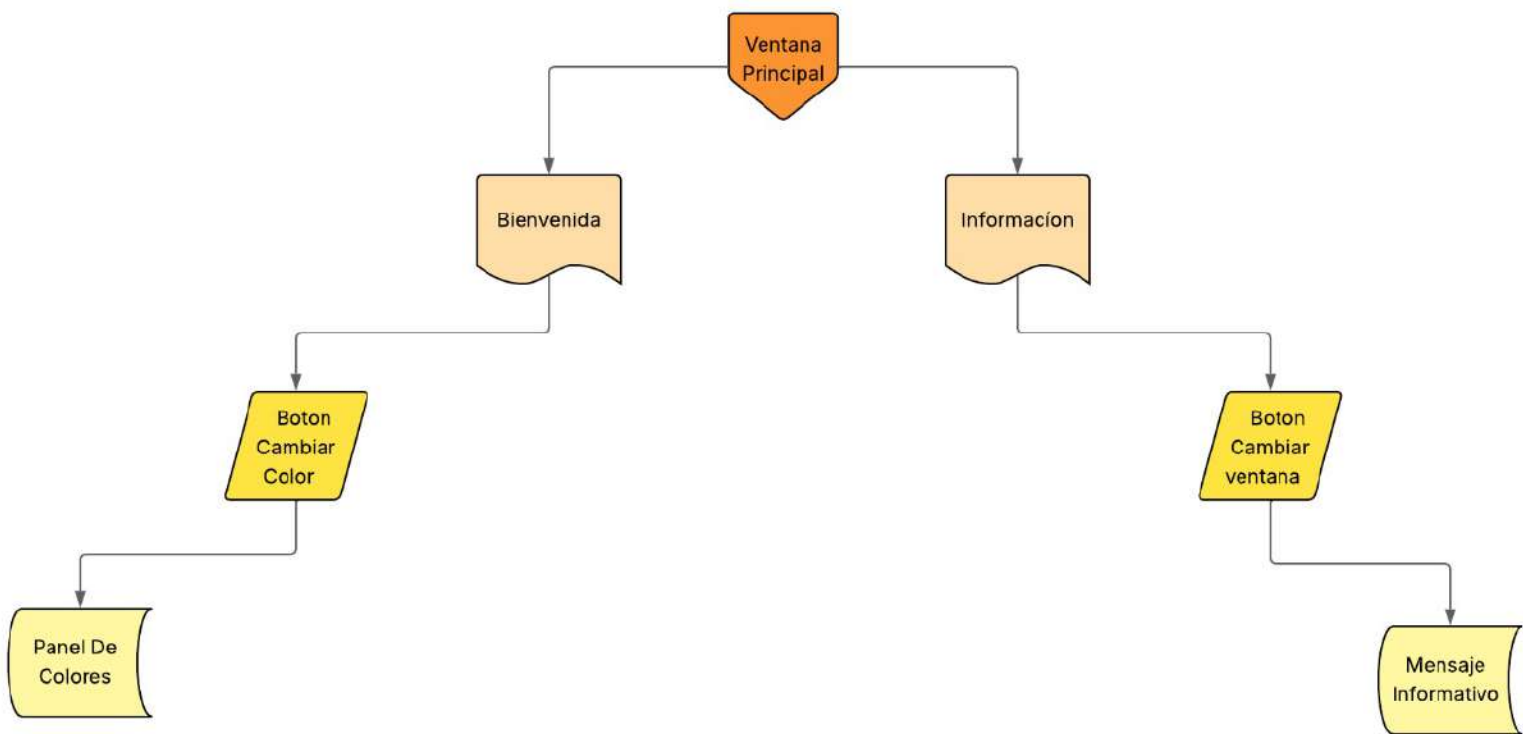 Ventana
Principal
Bienvenida
Informacíon
Boton
Cambiar
Color
Boton
Cambiar
ventana
Panel De
Colores
Mensaje
Informativo